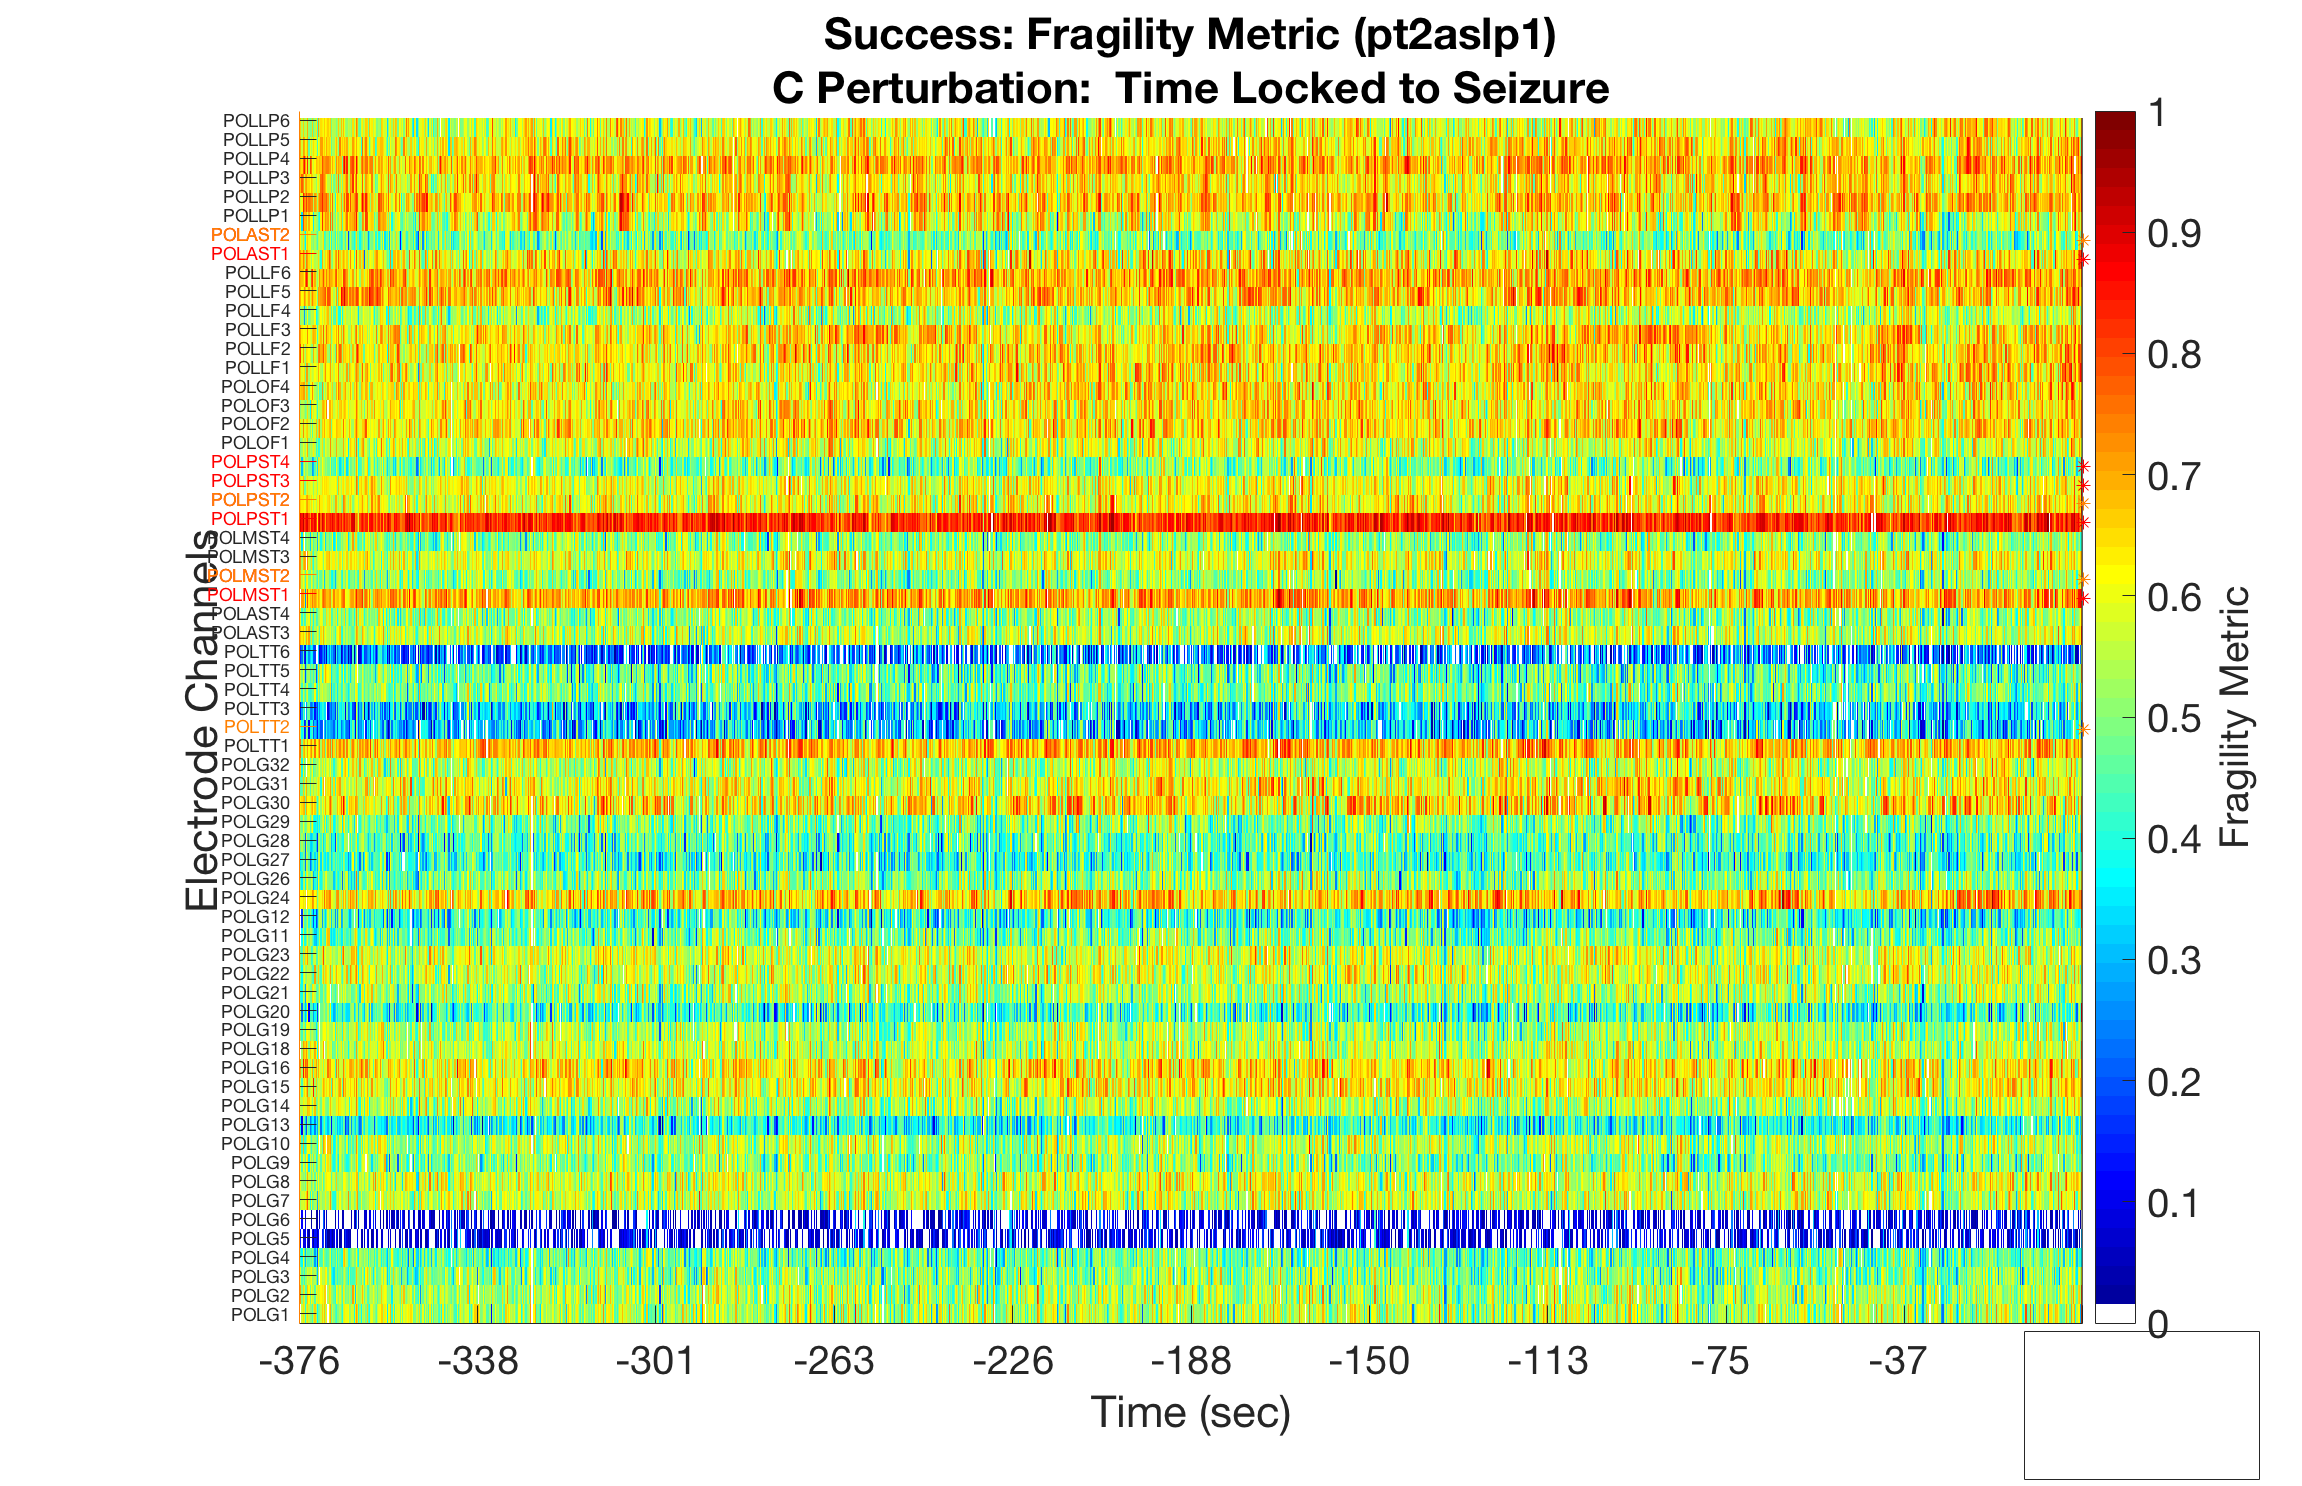 Success: Fragility Metric (pt2aslp1)
C Perturbation: Time Locked to Seizure
Electrode Channels
POLLP6
POLLP5
POLLP4
POLLP3
POLLP2
POLLP1
POLAST2
POLAST1
POLLF6
POLLF5
POLLF4
POLLF3
POLLF2
POLLF1
POLOF4
POLOF3
POLOF2
POLOF1
POLPST4
POLPST3
POLPST2
POLPST1
POLMST4
POLMST3
POLMST2
POLMST1
POLAST4
POLAST3
POLTT6
POLTT5
POLTT4
POLTT3
POLTT2
POLTT1
POLG32
POLG31
POLG30
POLG29
POLG28
POLG27
POLG26
POLG24
POLG12
POLG11
POLG23
POLG22
POLG21
POLG20
POLG19
POLG18
POLG16
POLG15
POLG14
POLG13
POLG10
POLG9
POLG8
POLG7
POLG6
POLG5
POLG4
POLG3
POLG2
POLG1
-376 -338 -301 -263 -226 -188 -150 -113 -75 -37
Time (sec)
1
0.9
0.8
0.7
0.6
0.5
0.4
0.3
0.2
0.1
0
Fragility Metric